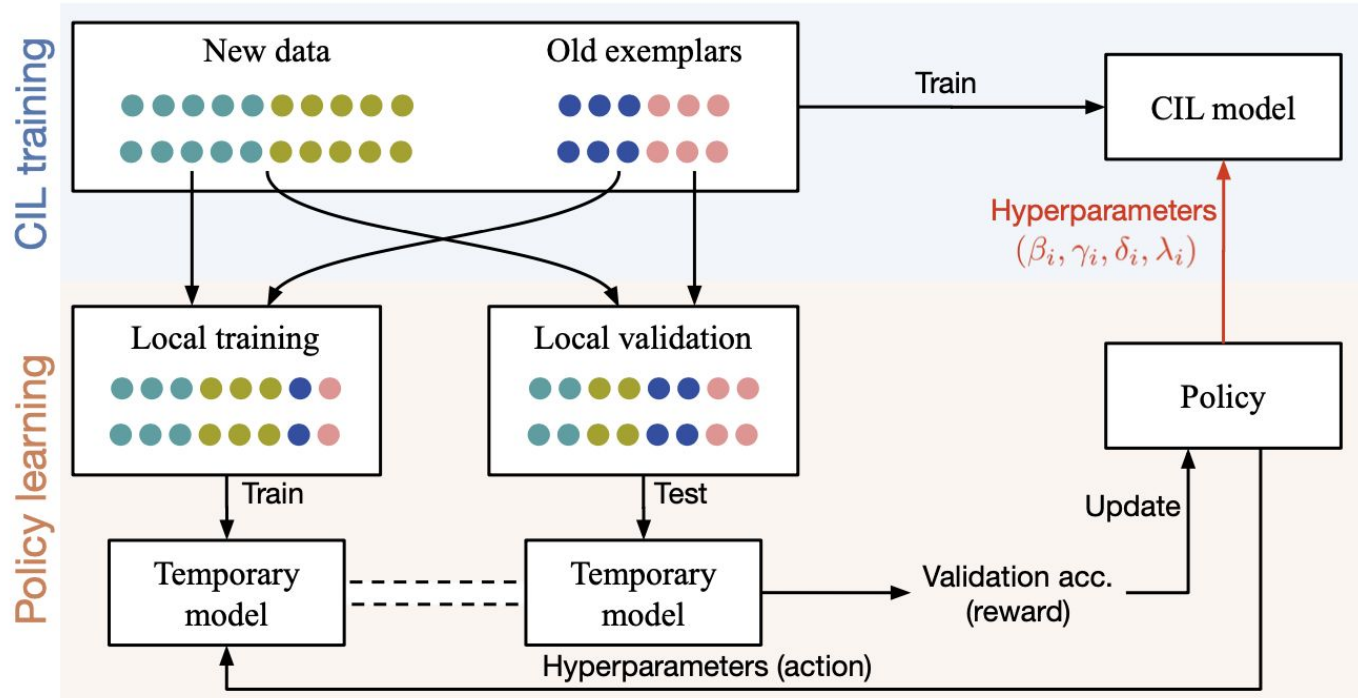 CIL training
New data
Old exemplars
Train
CIL model
Hyperparameters
(βᵢ, γᵢ, δᵢ, λᵢ)
Policy learning
Local training
Local validation
Policy
Train
Test
Update
Temporary
model
Temporary
model
Validation acc.
(reward)
Hyperparameters (action)